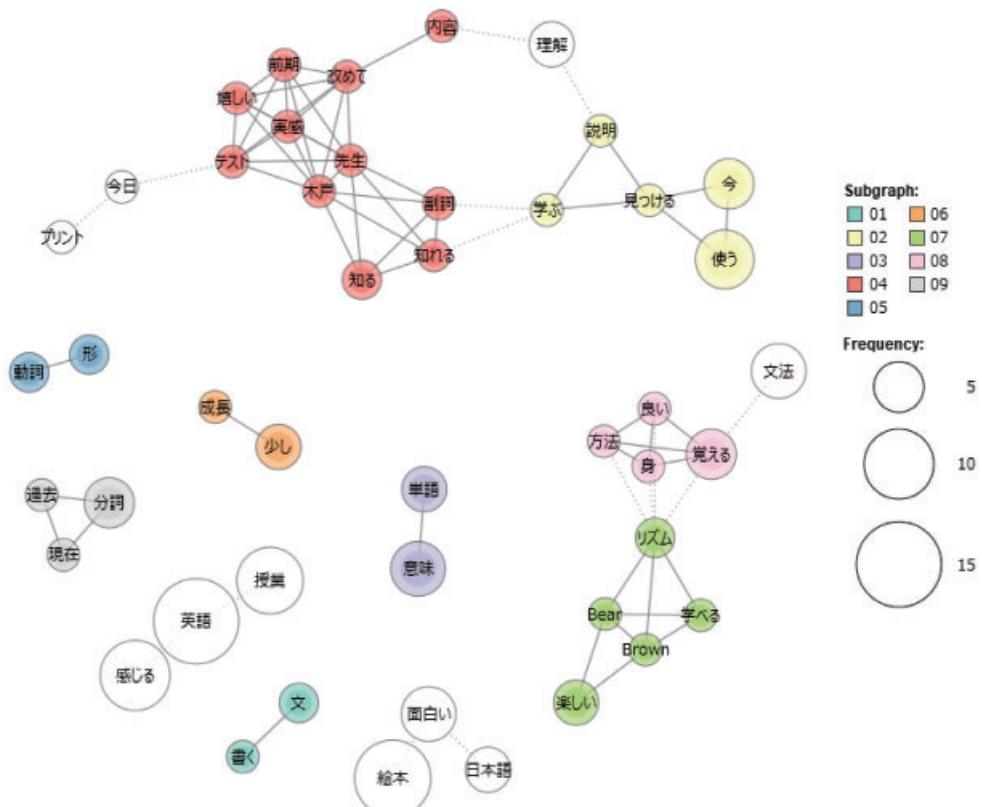 内容
理解
前期
改めて
嬉しい
実感
説明
テスト
先生
今日
木戸
今
副詞
学ぶ
見つける
プリント
知れる
使う
知る
形
動詞
文法
成長
良い
少し
方法
覚える
身
過去
分詞
単語
現在
リズム
意味
授業
英語
Bear
学べる
Brown
感じる
楽しい
文
面白い
書く
絵本
日本語
Subgraph:
01 06
02 07
03 08
04 09
05
Frequency:
5
10
15